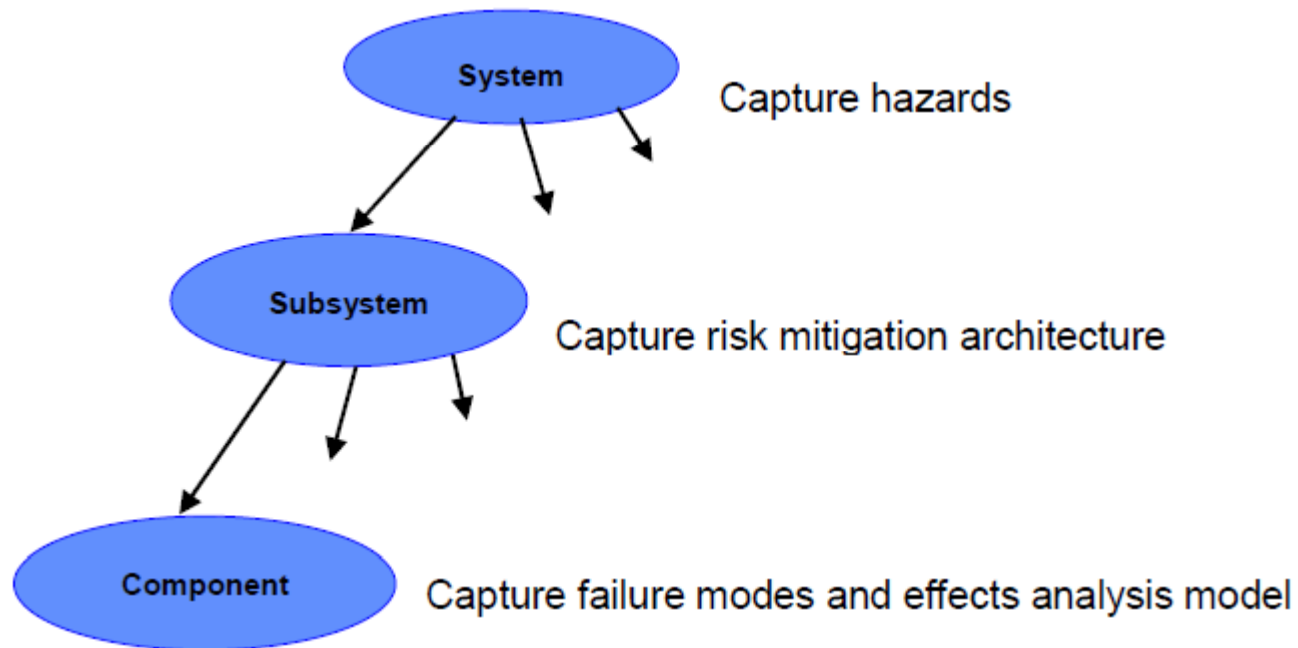 System
Capture hazards
Subsystem
Capture risk mitigation architecture
Component
Capture failure modes and effects analysis model